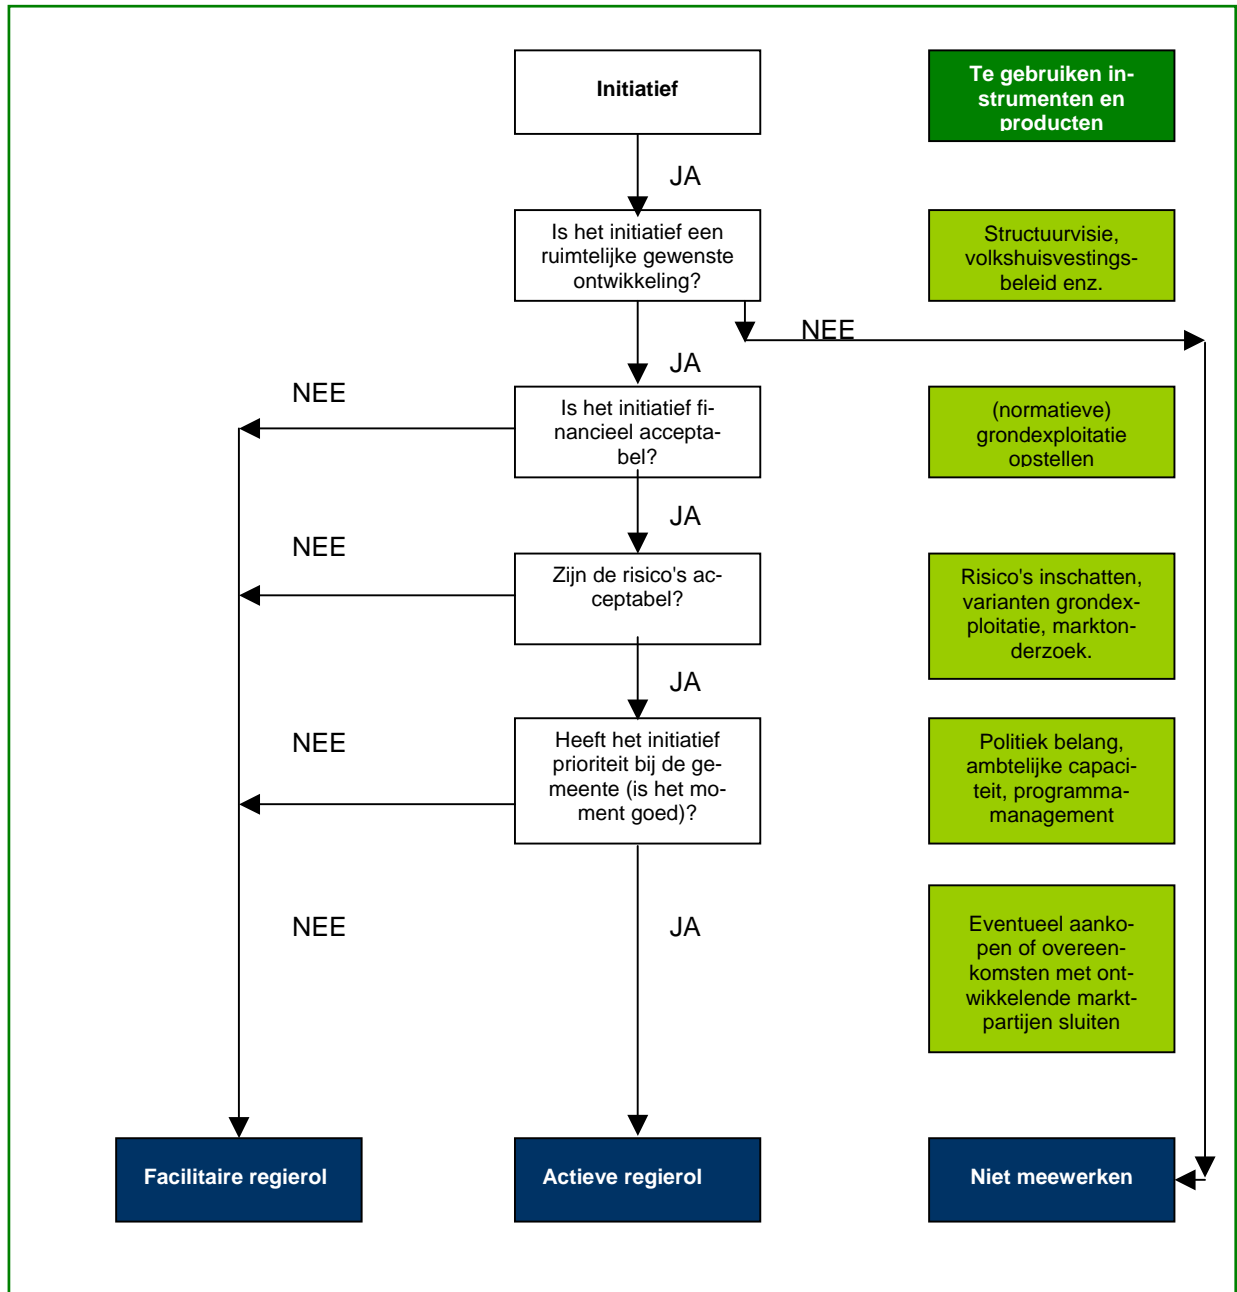 Initiatief
Te gebruiken in-
strumenten en
producten
JA
Is het initiatief een
ruimtelijke gewenste
ontwikkeling?
Structuurvisie,
volkshuisvestings-
beleid enz.
NEE
JA
NEE
Is het initiatief fi-
nancieel accepta-
bel?
(normatieve)
grondexploitatie
opstellen
JA
NEE
Zijn de risico's ac-
ceptabel?
Risico's inschatten,
varianten grondex-
ploitatie, markton-
derzoek.
JA
NEE
Heeft het initiatief
prioriteit bij de ge-
meente (is het mo-
ment goed)?
Politiek belang,
ambtelijke capaci-
teit, programma-
management
NEE
JA
Eventueel aanko-
pen of overeen-
komsten met ont-
wikkelende markt-
partijen sluiten
Facilitaire regierol
Actieve regierol
Niet meewerken